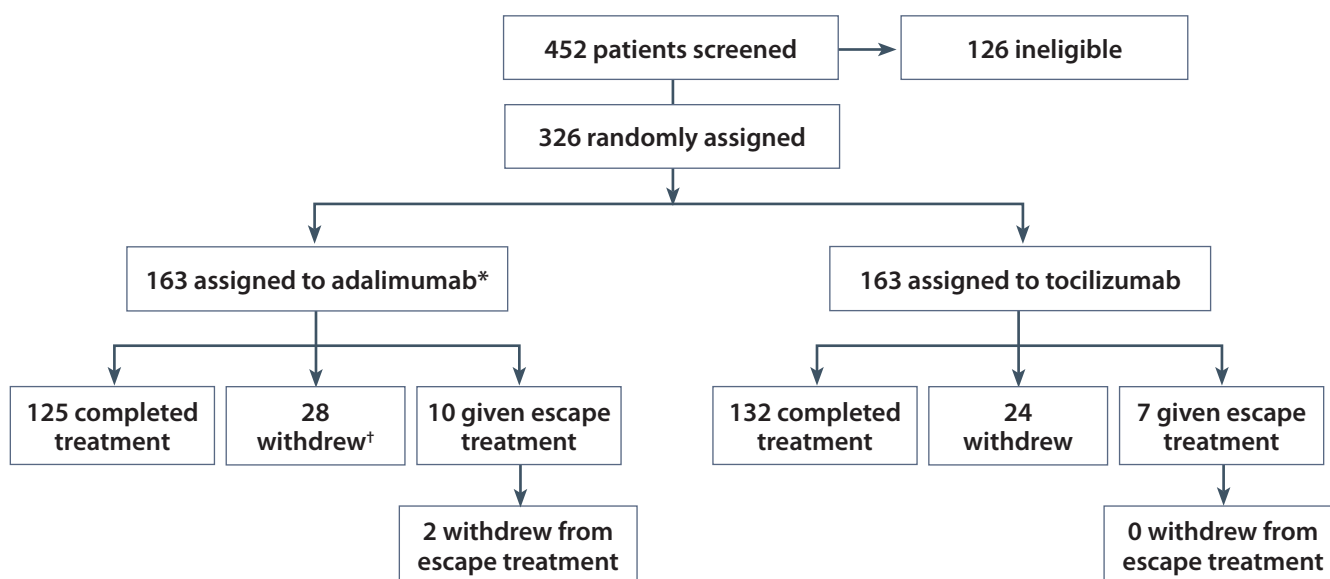 452 patients screened
126 ineligible
326 randomly assigned
163 assigned to adalimumab*
163 assigned to tocilizumab
125 completed
treatment
28
withdrew†
10 given escape
treatment
132 completed
treatment
24
withdrew
7 given escape
treatment
2 withdrew from
escape treatment
0 withdrew from
escape treatment